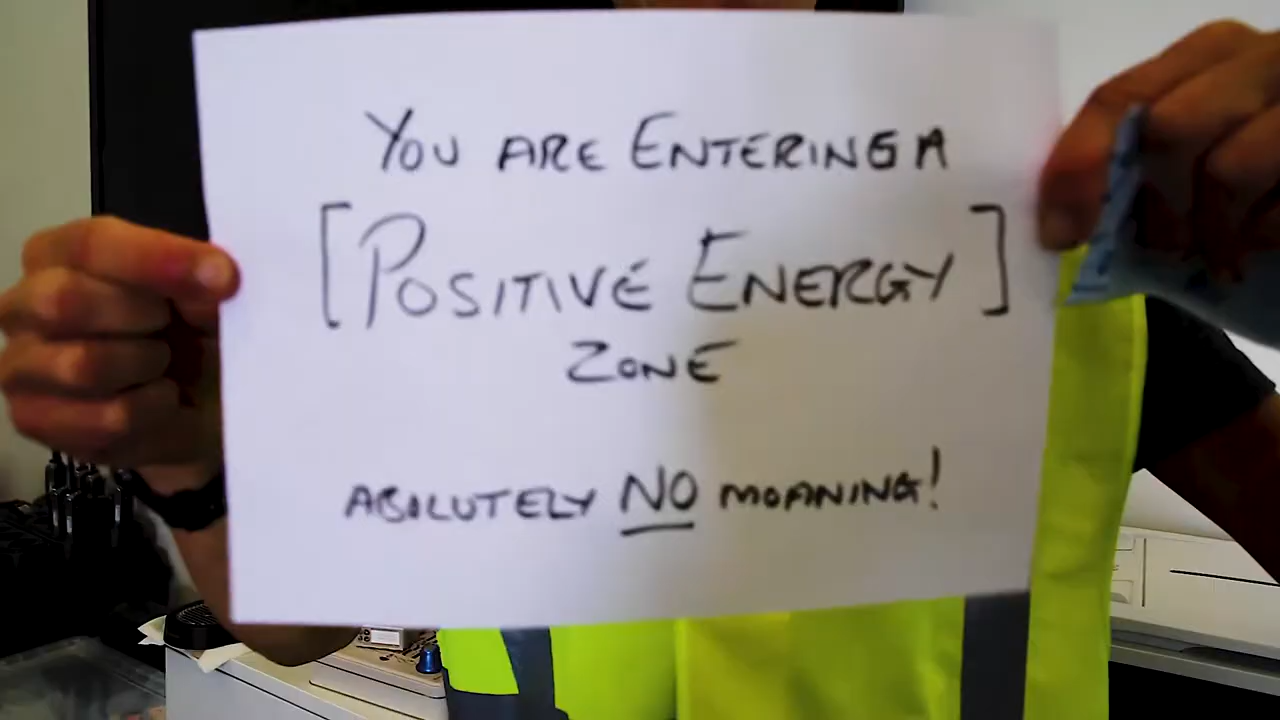 You are Entering a
[Positive Energy]
Zone
Absolutely NO moaning!